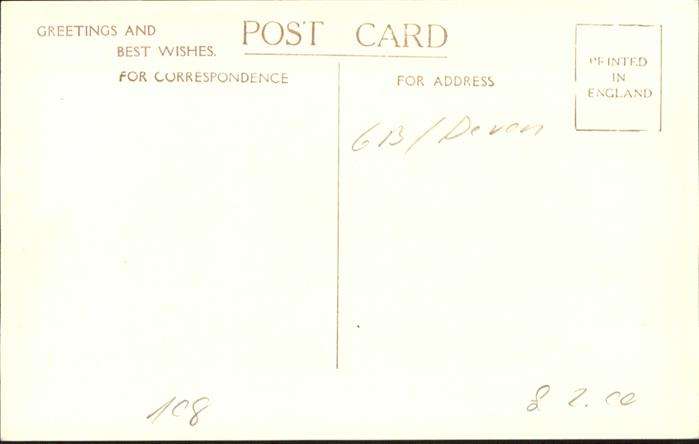 GREETINGS AND
BEST WISHES.
POST CARD
FOR CORRESPONDENCE
FOR ADDRESS
PRINTED
IN
ENGLAND
GB/Devon
108